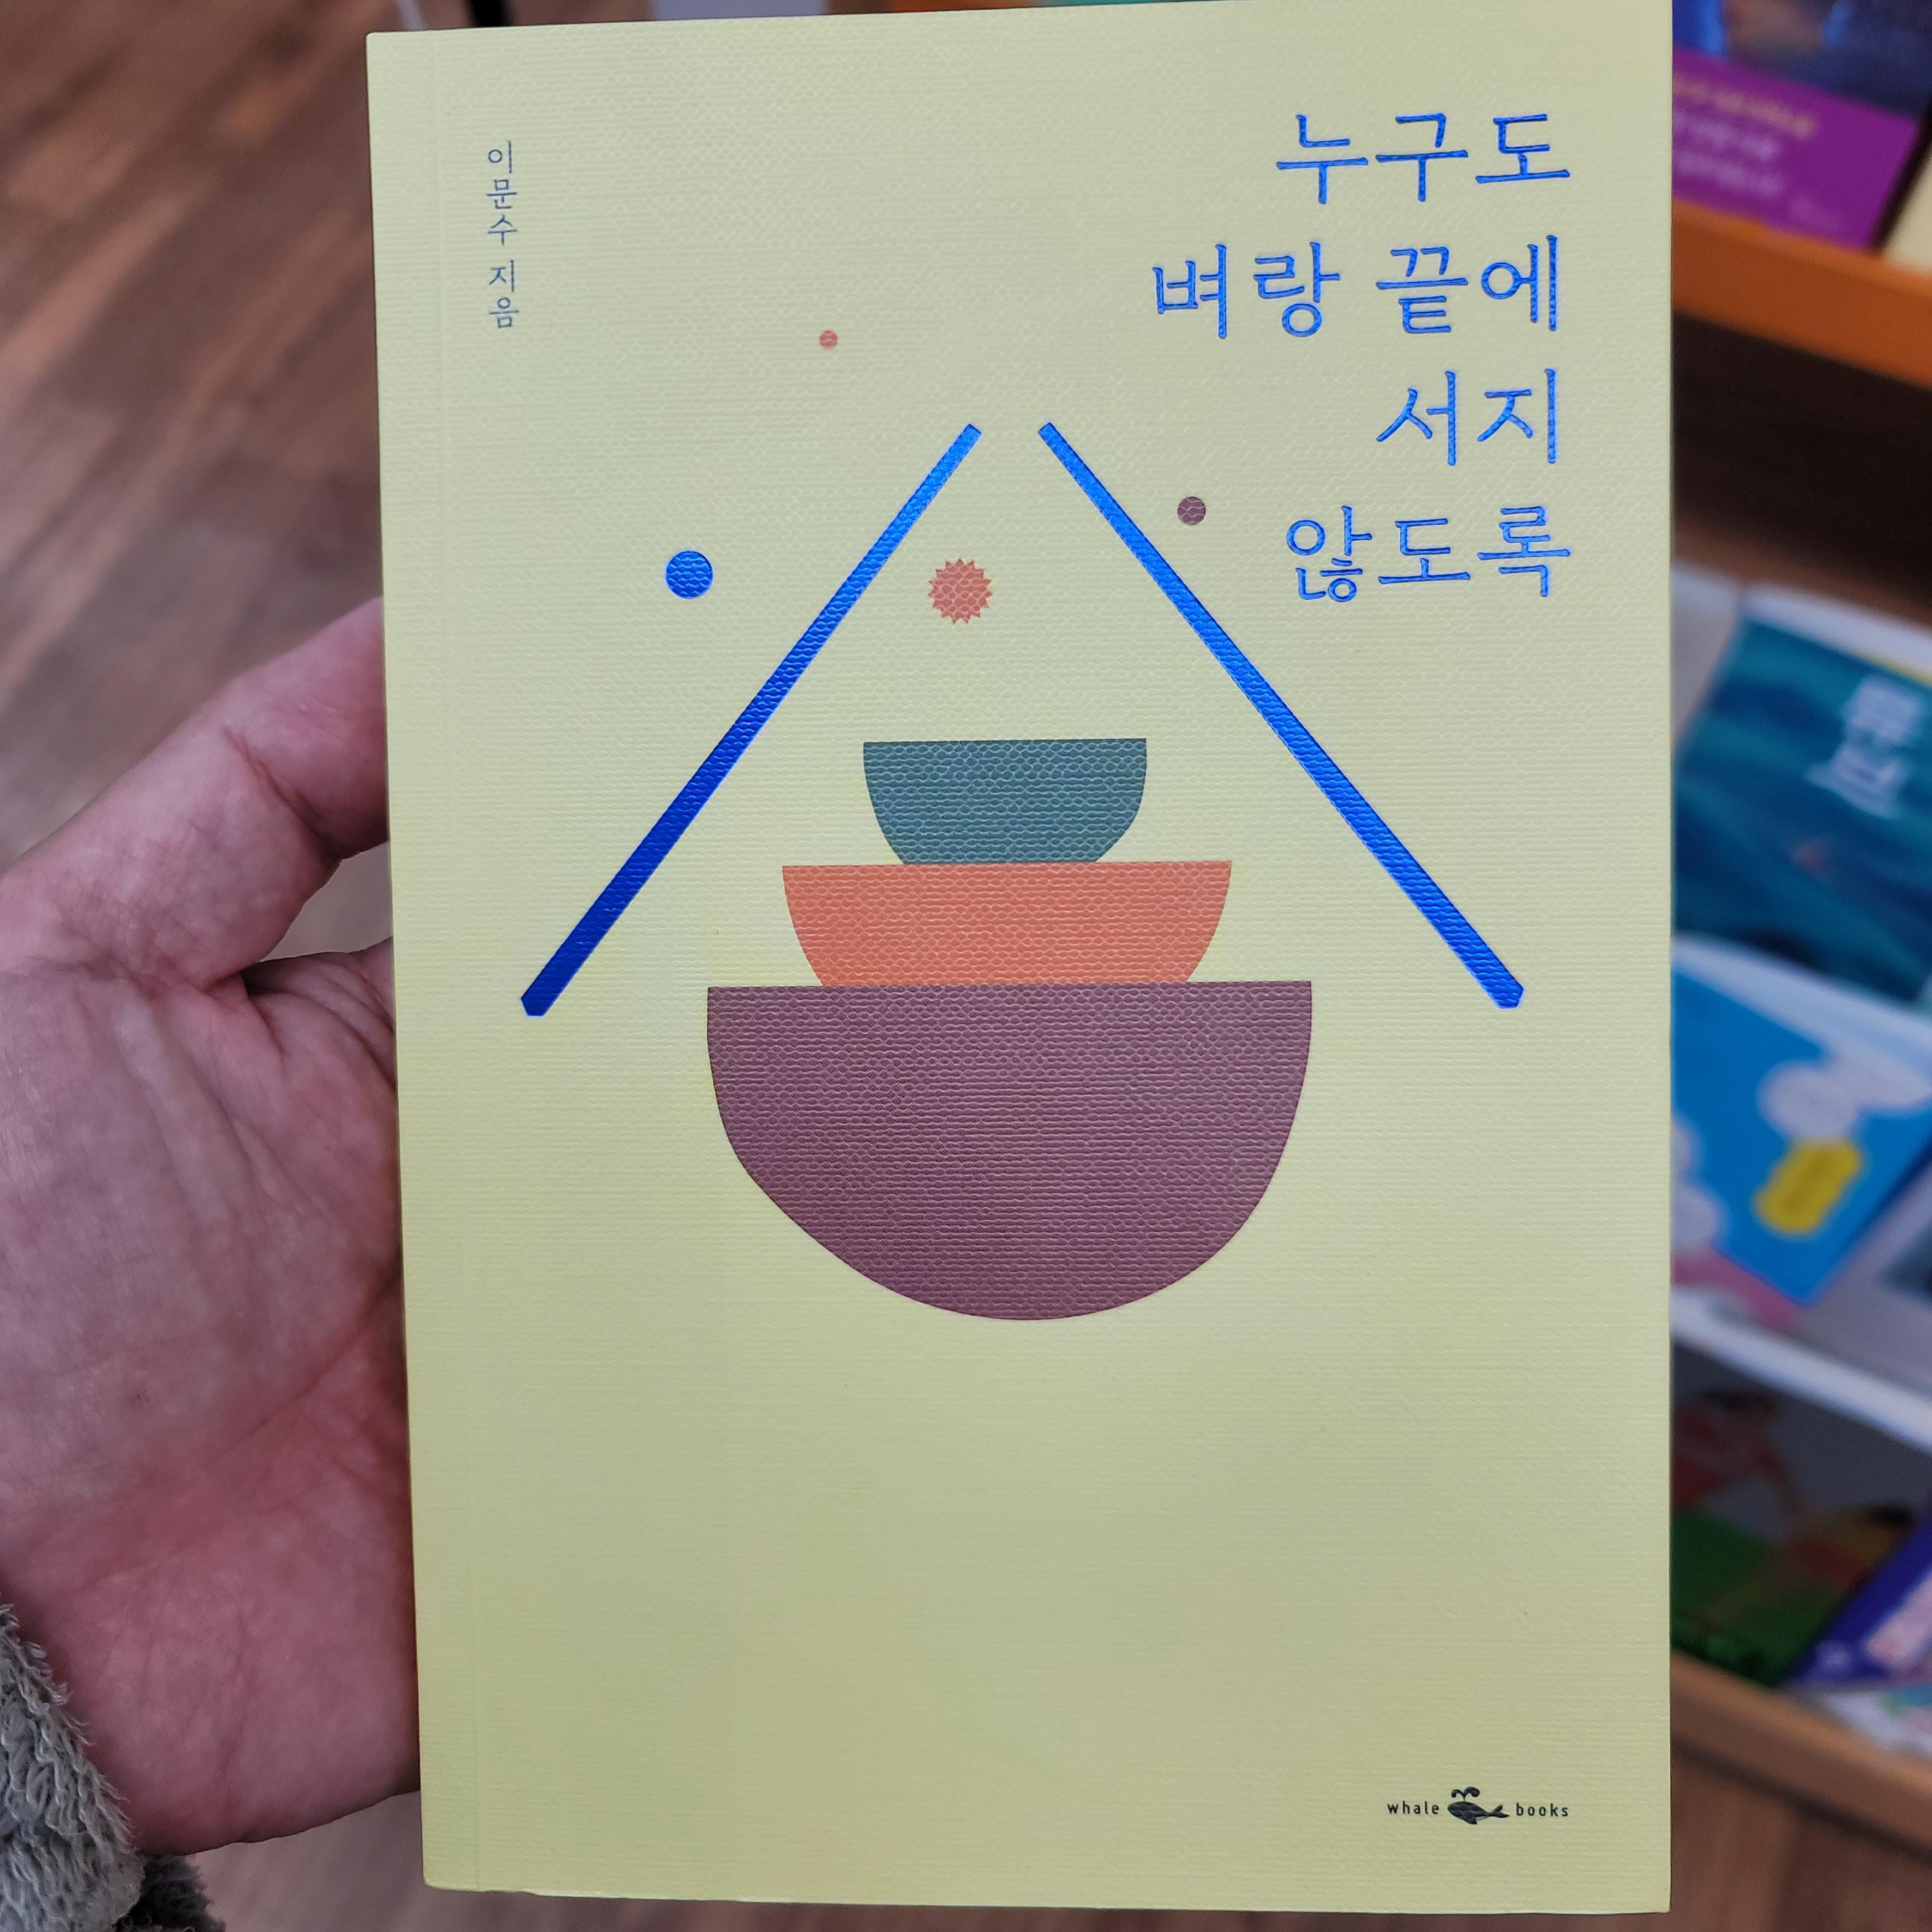 누구도
벼랑 끝에
서지
않도록
이문수 지음
whale books